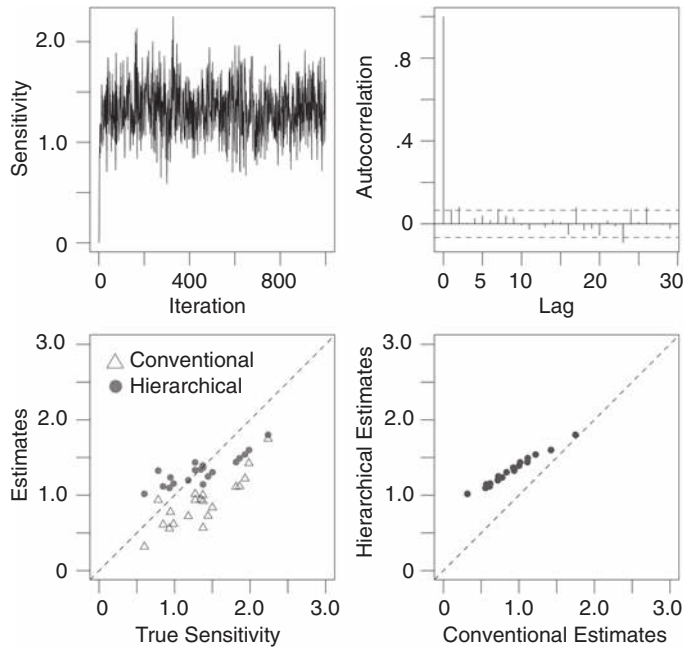 Sensitivity
2.0
1.0
0
0 400 800
Iteration
Autocorrelation
.8
.4
0
0 5 10 20 30
Lag
Estimates
3.0
2.0
1.0
0
Conventional
Hierarchical
0 1.0 2.0 3.0
True Sensitivity
Hierarchical Estimates
3.0
2.0
1.0
0
0 1.0 2.0 3.0
Conventional Estimates